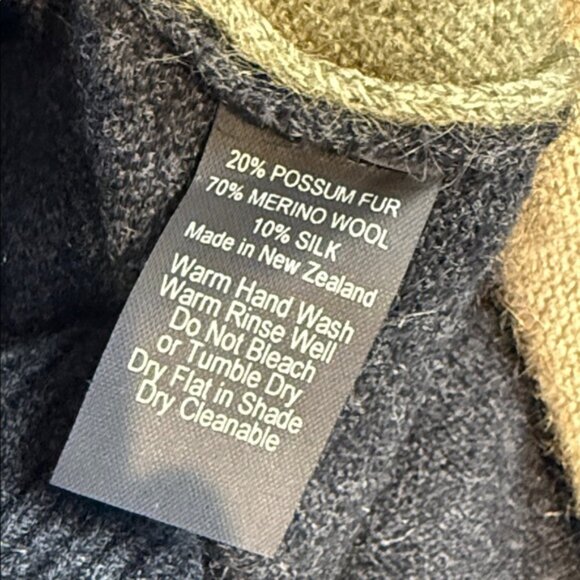 20% POSSUM FUR
70% MERINO WOOL
10% SILK
Made in New Zealand
Warm Hand Wash
Warm Rinse Well
Do Not Bleach
or Tumble Dry
Dry Flat in Shade
Dry Cleanable